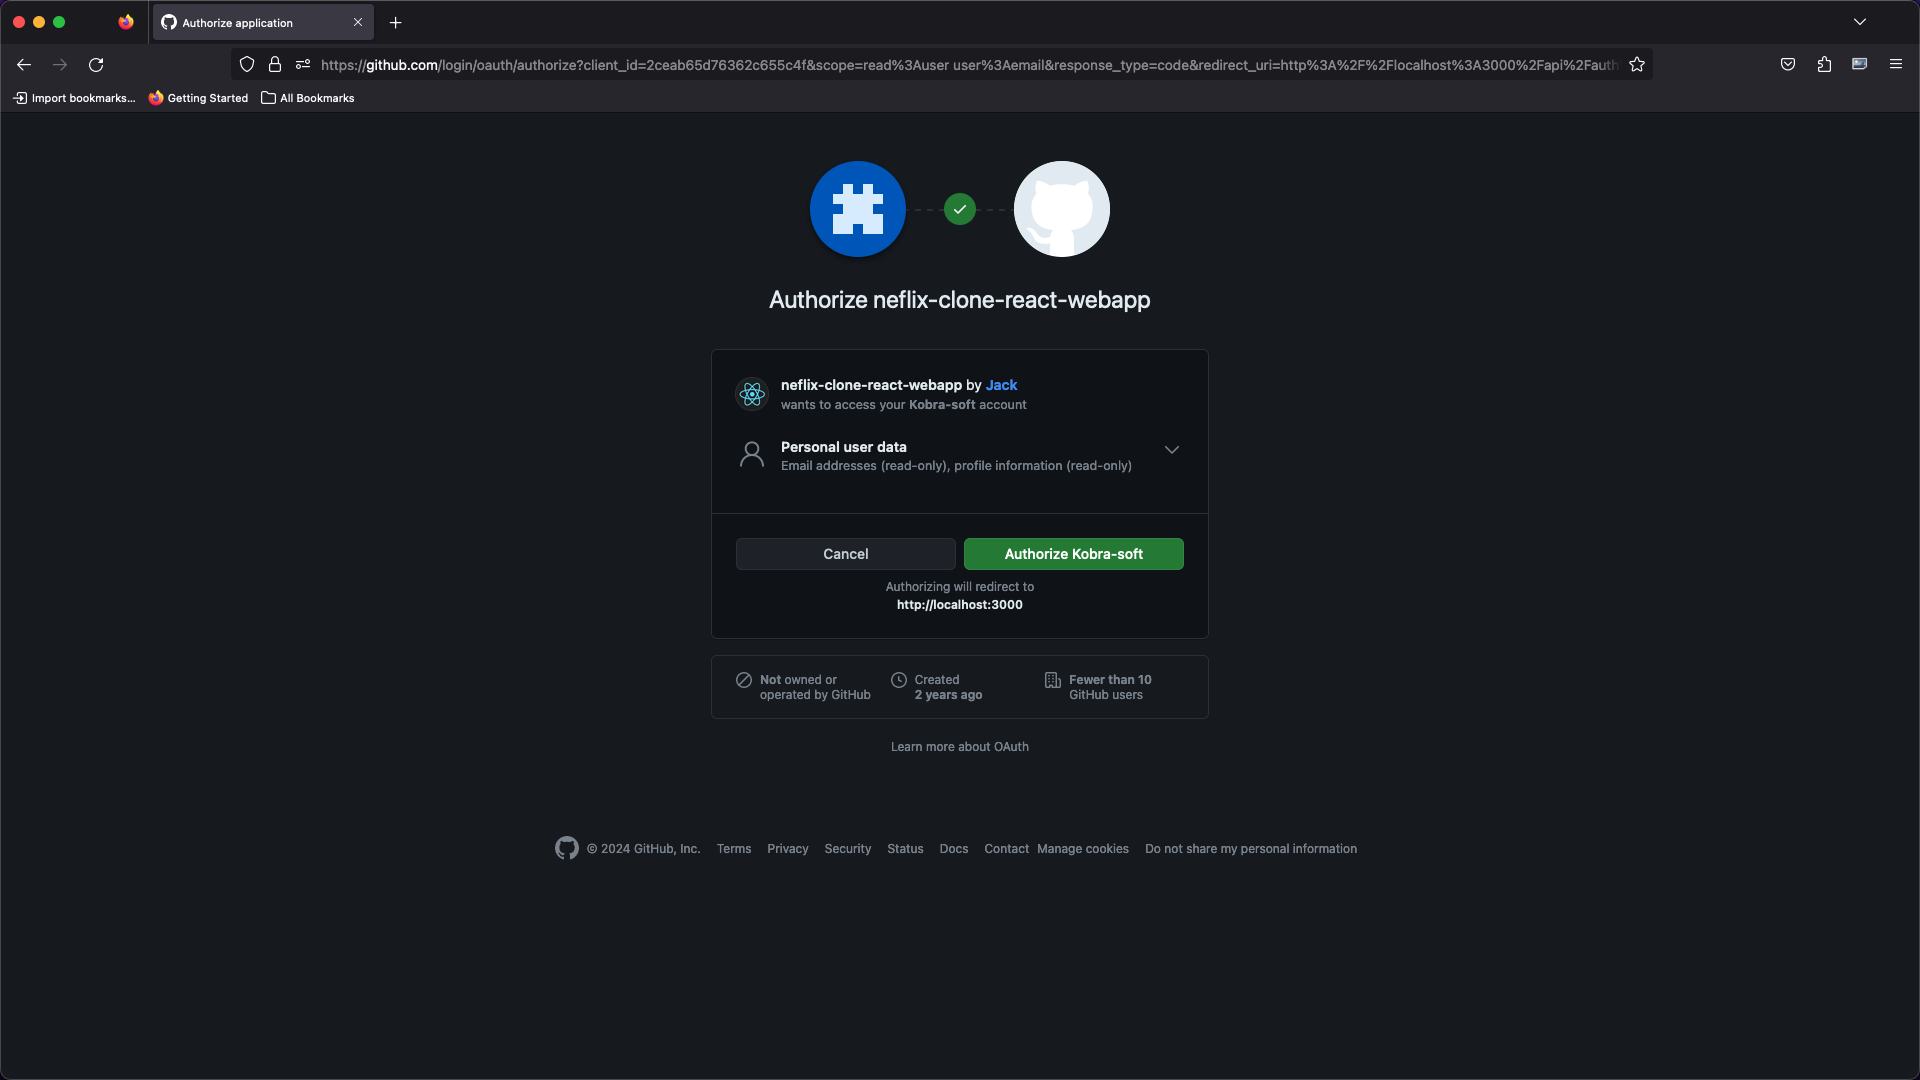 Authorize application
https://github.com/login/oauth/authorize?client_id=2ceab65d76362c655c4f&scope=read%3Auser user%3Aemail&response_type=code&redirect_uri=http%3A%2F%2Flocalhost%3A3000%2Fapi%2Fauth
Import bookmarks...
Getting Started
All Bookmarks
Authorize neflix-clone-react-webapp
neflix-clone-react-webapp by Jack
wants to access your Kobra-soft account
Personal user data
Email addresses (read-only), profile information (read-only)
Cancel
Authorize Kobra-soft
Authorizing will redirect to
http://localhost:3000
Not owned or
operated by GitHub
Created
2 years ago
Fewer than 10
GitHub users
Learn more about OAuth
© 2024 GitHub, Inc.
Terms
Privacy
Security
Status
Docs
Contact
Manage cookies
Do not share my personal information